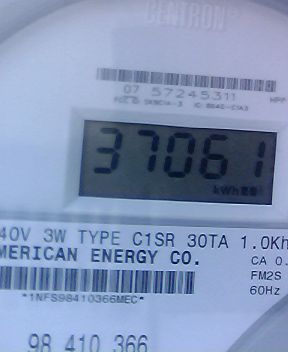 CENTRON®
07 57245311
37061
kWh
40V 3W TYPE C1SR 30TA 1.0Kh
MERICAN ENERGY CO.
CA 0.
FM2S
60Hz
*1NFS98410366MEC*
98 410 366